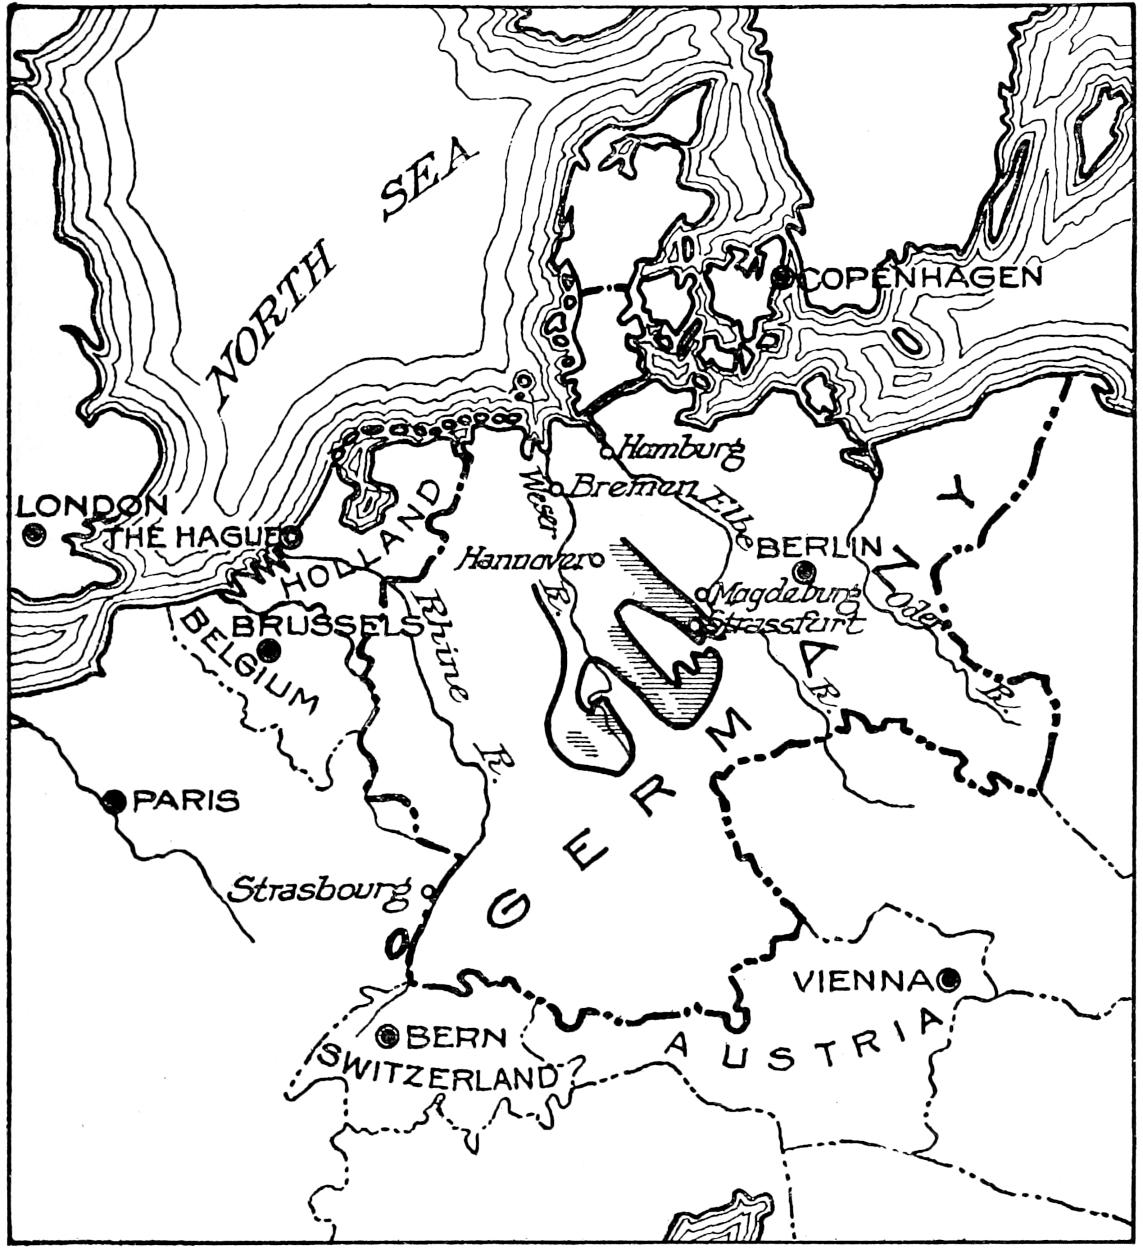 NORTH SEA
COPENHAGEN
Hamburg
Bremen
Weser
R.
Elbe
R.
LONDON
THE HAGUE
HOLLAND
Hannover
BERLIN
Magdeburg
Strassfurt
Oder
R.
BRUSSELS
BELGIUM
Rhine
R.
GERMANY
PARIS
Strasbourg
VIENNA
BERN
SWITZERLAND
AUSTRIA